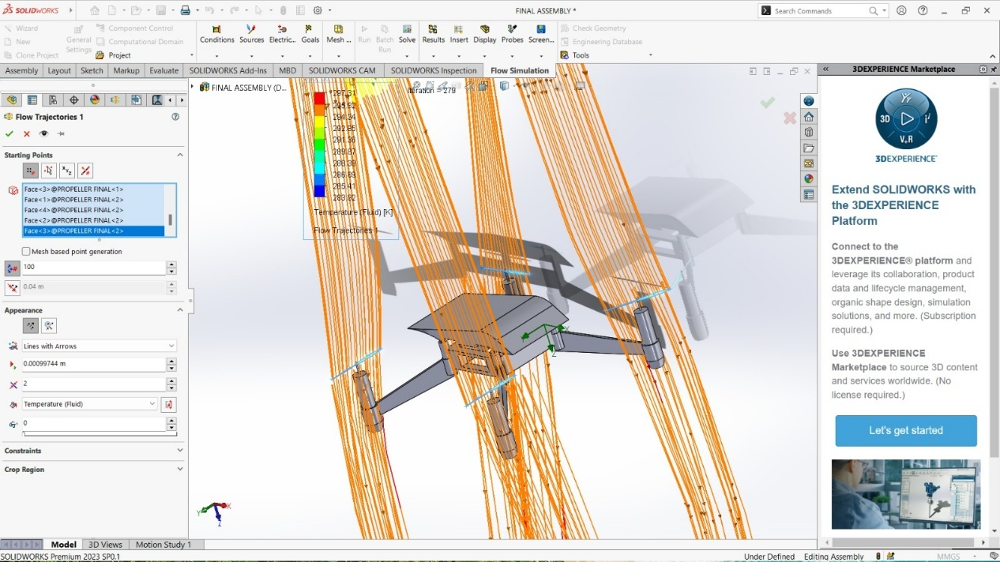 SOLIDWORKS
FINAL ASSEMBLY *
Search Commands
Wizard
New
Clone Project
General Settings
Component Control
Computational Domain
Project
Conditions
Sources
Electric...
Goals
Mesh ...
Run
Batch Run
Solve
Results
Insert
Display
Probes
Screen...
Check Geometry
Engineering Database
Tools
Assembly
Layout
Sketch
Markup
Evaluate
SOLIDWORKS Add-Ins
MBD
SOLIDWORKS CAM
SOLIDWORKS Inspection
Flow Simulation
Flow Trajectories 1
Starting Points
Face<3>@PROPELLER FINAL<1>
Face<1>@PROPELLER FINAL<2>
Face<4>@PROPELLER FINAL<2>
Face<2>@PROPELLER FINAL<2>
Face<3>@PROPELLER FINAL<2>
Mesh based point generation
100
0.04 m
Appearance
Lines with Arrows
0.00099744 m
2
Temperature (Fluid)
0
Constraints
Crop Region
FINAL ASSEMBLY (D...
Iteration = 279
297.31
295.82
294.34
292.85
291.36
289.87
288.38
286.89
285.41
283.92
Temperature (Fluid) [K]
Flow Trajectories 1
X
Z
Y
X
Z
3DEXPERIENCE Marketplace
3D
V.R
3DEXPERIENCE
Extend SOLIDWORKS with
the 3DEXPERIENCE
Platform
Connect to the
3DEXPERIENCE® platform and
leverage its collaboration, product
data and lifecycle management,
organic shape design, simulation
solutions, and more. (Subscription
required.)
Use 3DEXPERIENCE
Marketplace to source 3D content
and services worldwide. (No
license required.)
Let's get started
Model
3D Views
Motion Study 1
SOLIDWORKS Premium 2023 SP0.1
Under Defined
Editing Assembly
MMGS